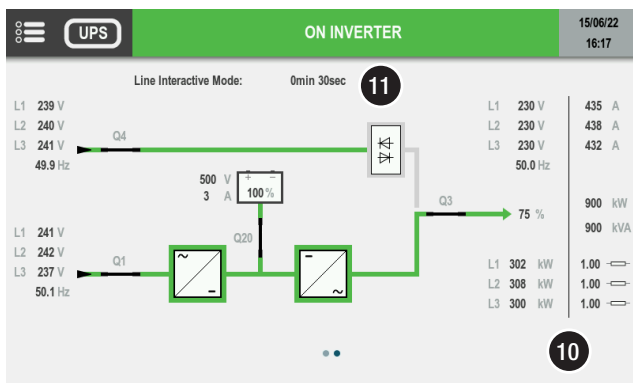 UPS ON INVERTER 15/06/22
16:17
Line Interactive Mode: 0min 30sec 11
L1 239 V
L2 240 V
L3 241 V
49.9 Hz
Q4
L1 230 V 435 A
L2 230 V 438 A
L3 230 V 432 A
50.0 Hz
500 V
3 A
+ −
100 %
Q3
75 %
900 kW
900 kVA
L1 241 V
L2 242 V
L3 237 V
50.1 Hz
Q1
Q20
~
-
-
~
L1 302 kW 1.00
L2 308 kW 1.00
L3 300 kW 1.00
10